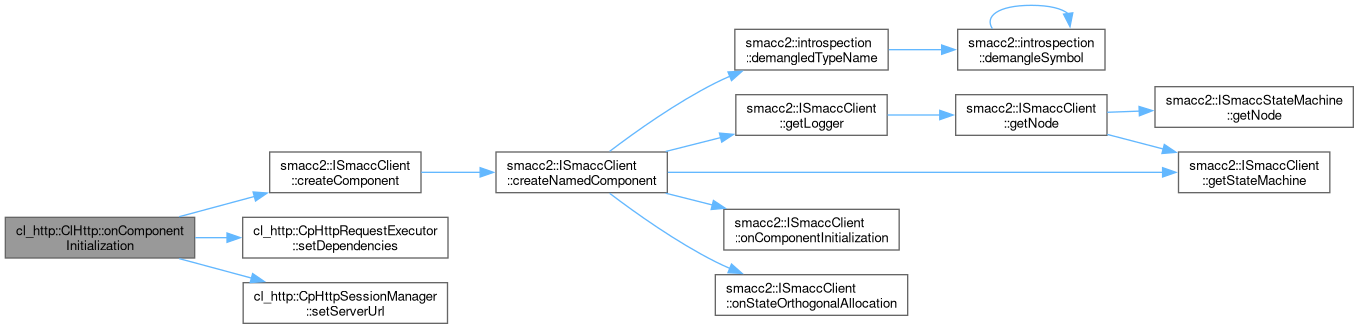 cl_http::ClHttp::onComponent
Initialization
smacc2::ISmaccClient
::createComponent
cl_http::CpHttpRequestExecutor
::setDependencies
cl_http::CpHttpSessionManager
::setServerUrl
smacc2::ISmaccClient
::createNamedComponent
smacc2::introspection
::demangledTypeName
smacc2::ISmaccClient
::getLogger
smacc2::ISmaccClient
::onComponentInitialization
smacc2::ISmaccClient
::onStateOrthogonalAllocation
smacc2::introspection
::demangleSymbol
smacc2::ISmaccClient
::getNode
smacc2::ISmaccStateMachine
::getNode
smacc2::ISmaccClient
::getStateMachine